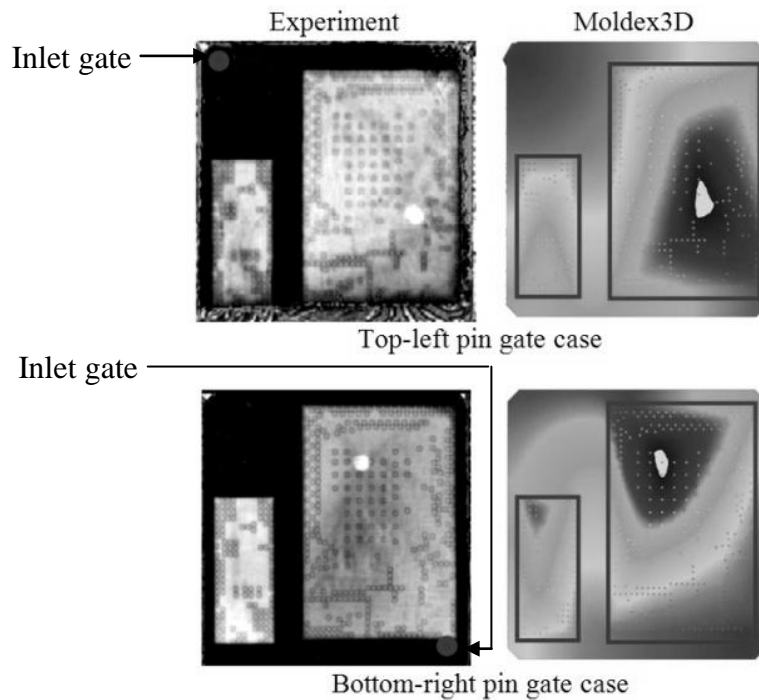 Experiment
Moldex3D
Inlet gate
Top-left pin gate case
Inlet gate
Bottom-right pin gate case